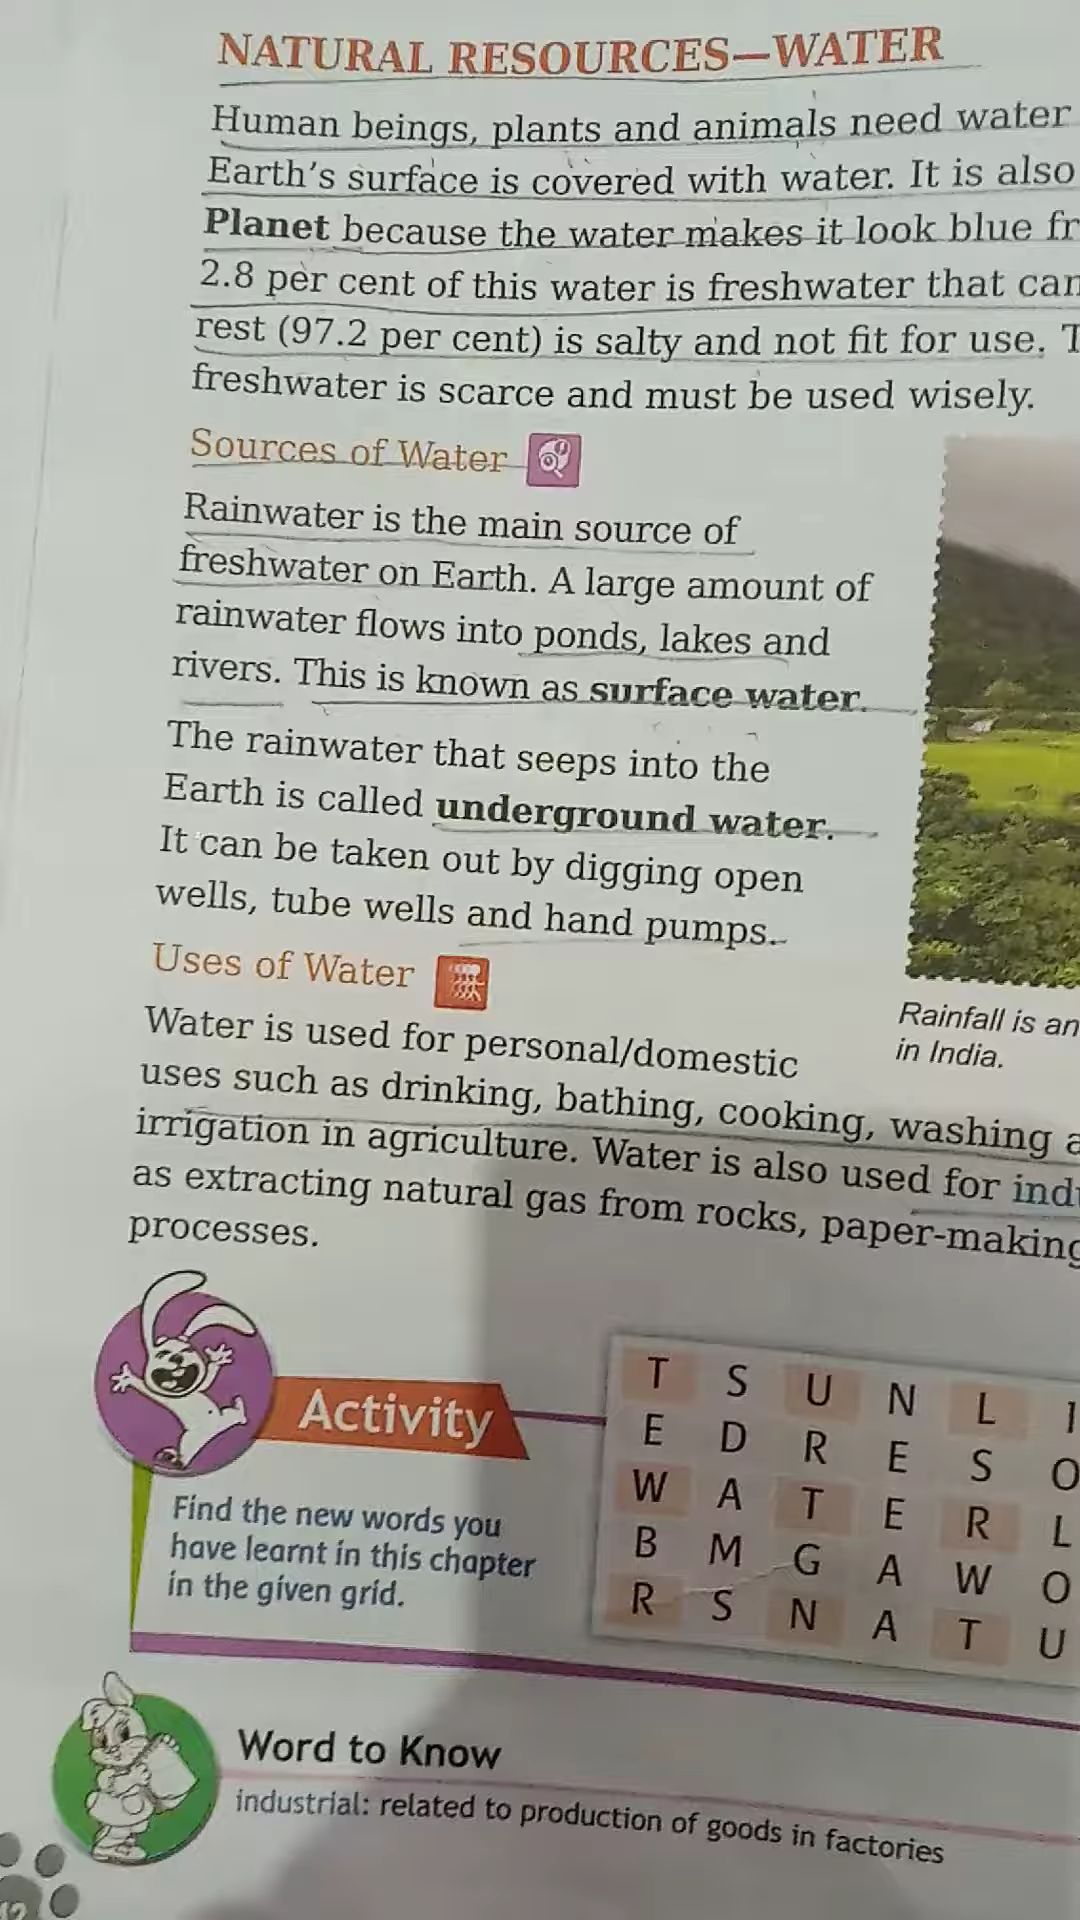 NATURAL RESOURCES—WATER
Human beings, plants and animals need water
Earth's surface is covered with water. It is also
Planet because the water makes it look blue fr
2.8 per cent of this water is freshwater that can
rest (97.2 per cent) is salty and not fit for use. T
freshwater is scarce and must be used wisely.
Sources of Water
Rainwater is the main source of
freshwater on Earth. A large amount of
rainwater flows into ponds, lakes and
rivers. This is known as surface water.
The rainwater that seeps into the
Earth is called underground water.
It can be taken out by digging open
wells, tube wells and hand pumps.
Rainfall is an
in India.
Uses of Water
Water is used for personal/domestic
uses such as drinking, bathing, cooking, washing a
irrigation in agriculture. Water is also used for indu
as extracting natural gas from rocks, paper-making
processes.
Activity
Find the new words you
have learnt in this chapter
in the given grid.
T S U N L I
E D R E S O
W A T E R L
B M G A W O
R S N A T U
Word to Know
industrial: related to production of goods in factories